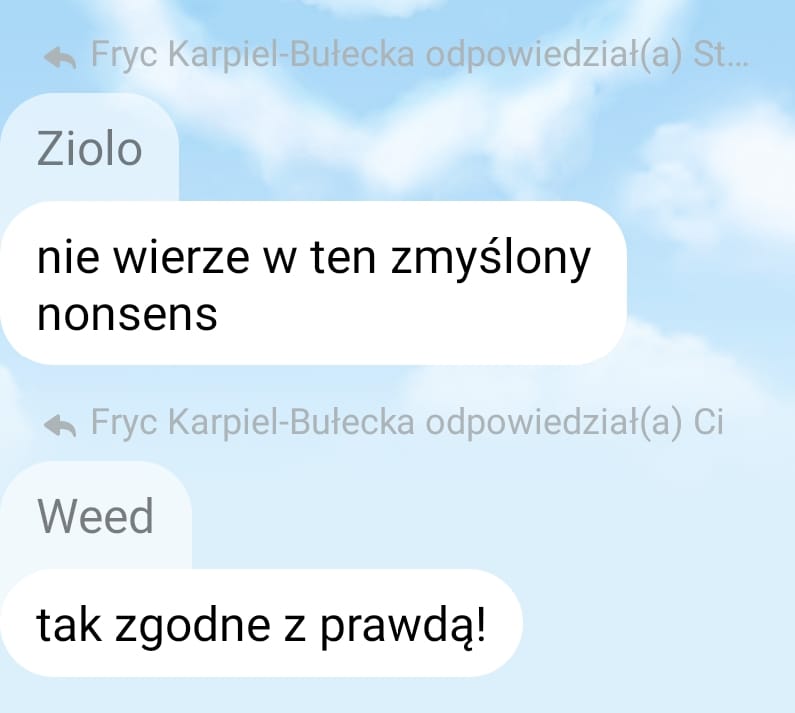 Fryc Karpiel-Bułecka odpowiedział(a) St...
Ziolo
nie wierze w ten zmyślony
nonsens
Fryc Karpiel-Bułecka odpowiedział(a) Ci
Weed
tak zgodne z prawdą!